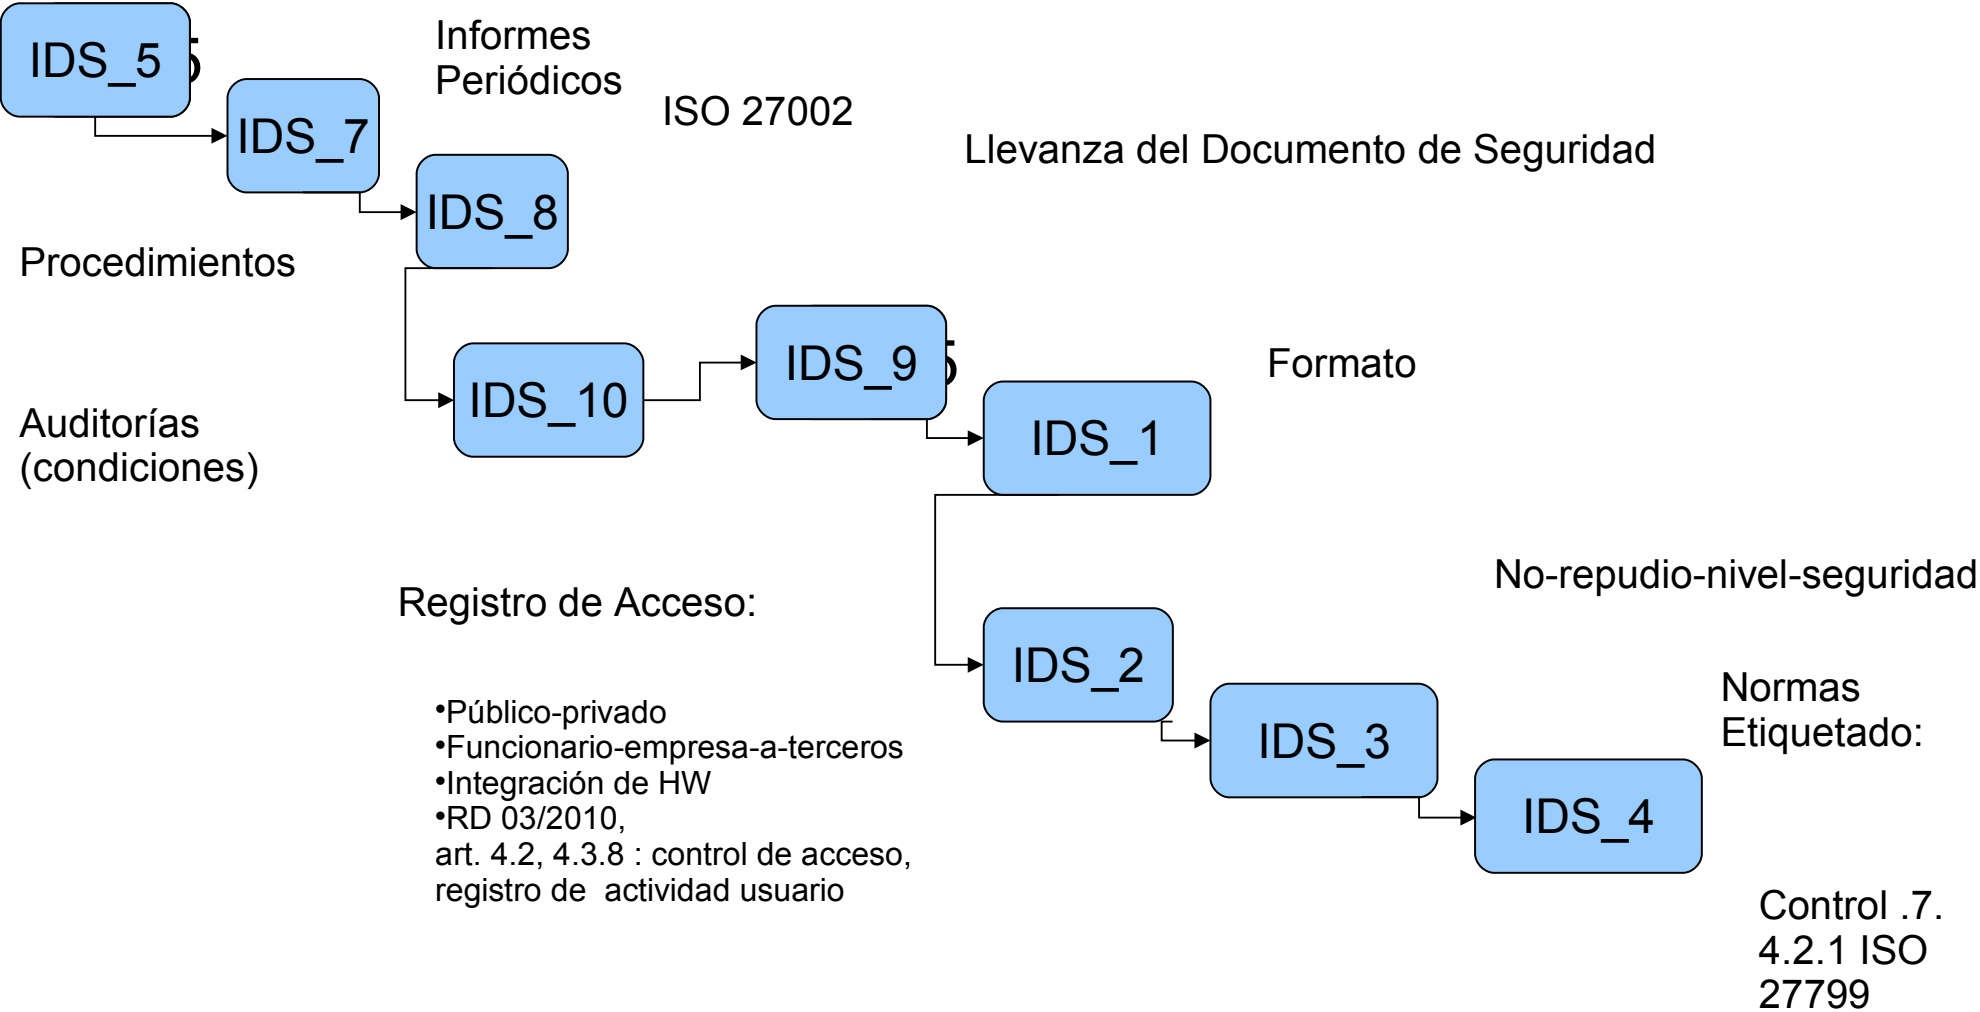 IDS_5
Informes
Periódicos
ISO 27002
IDS_7
Llevanza del Documento de Seguridad
IDS_8
Procedimientos
IDS_9
Formato
IDS_10
IDS_1
Auditorías
(condiciones)
No-repudio-nivel-seguridad
Registro de Acceso:
IDS_2
Normas
Etiquetado:
•Público-privado
•Funcionario-empresa-a-terceros
•Integración de HW
•RD 03/2010,
art. 4.2, 4.3.8 : control de acceso,
registro de  actividad usuario
IDS_3
IDS_4
Control .7.
4.2.1 ISO
27799